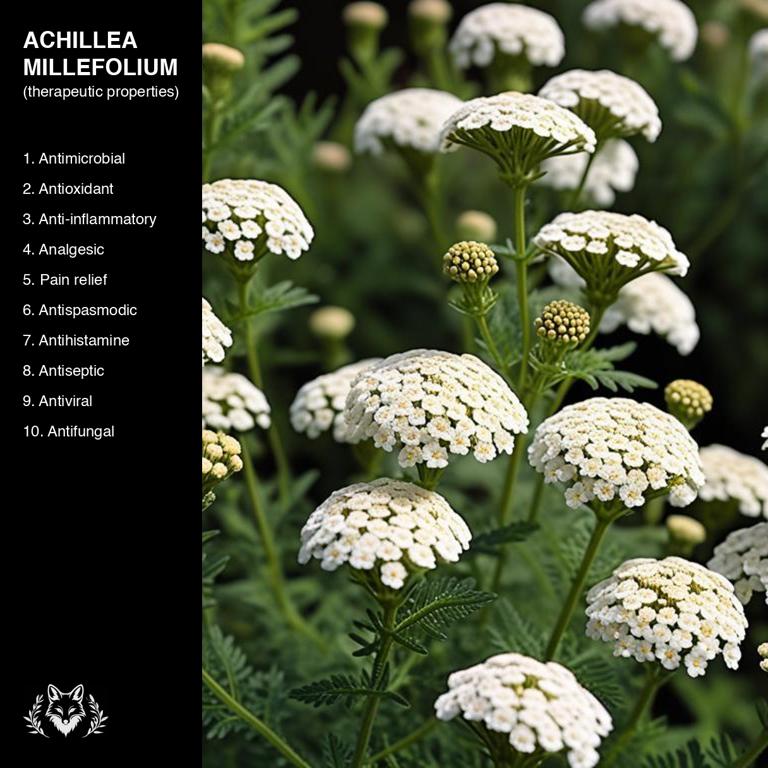 ACHILLEA
MILLEFOLIUM
(therapeutic properties)
1. Antimicrobial
2. Antioxidant
3. Anti-inflammatory
4. Analgesic
5. Pain relief
6. Antispasmodic
7. Antihistamine
8. Antiseptic
9. Antiviral
10. Antifungal